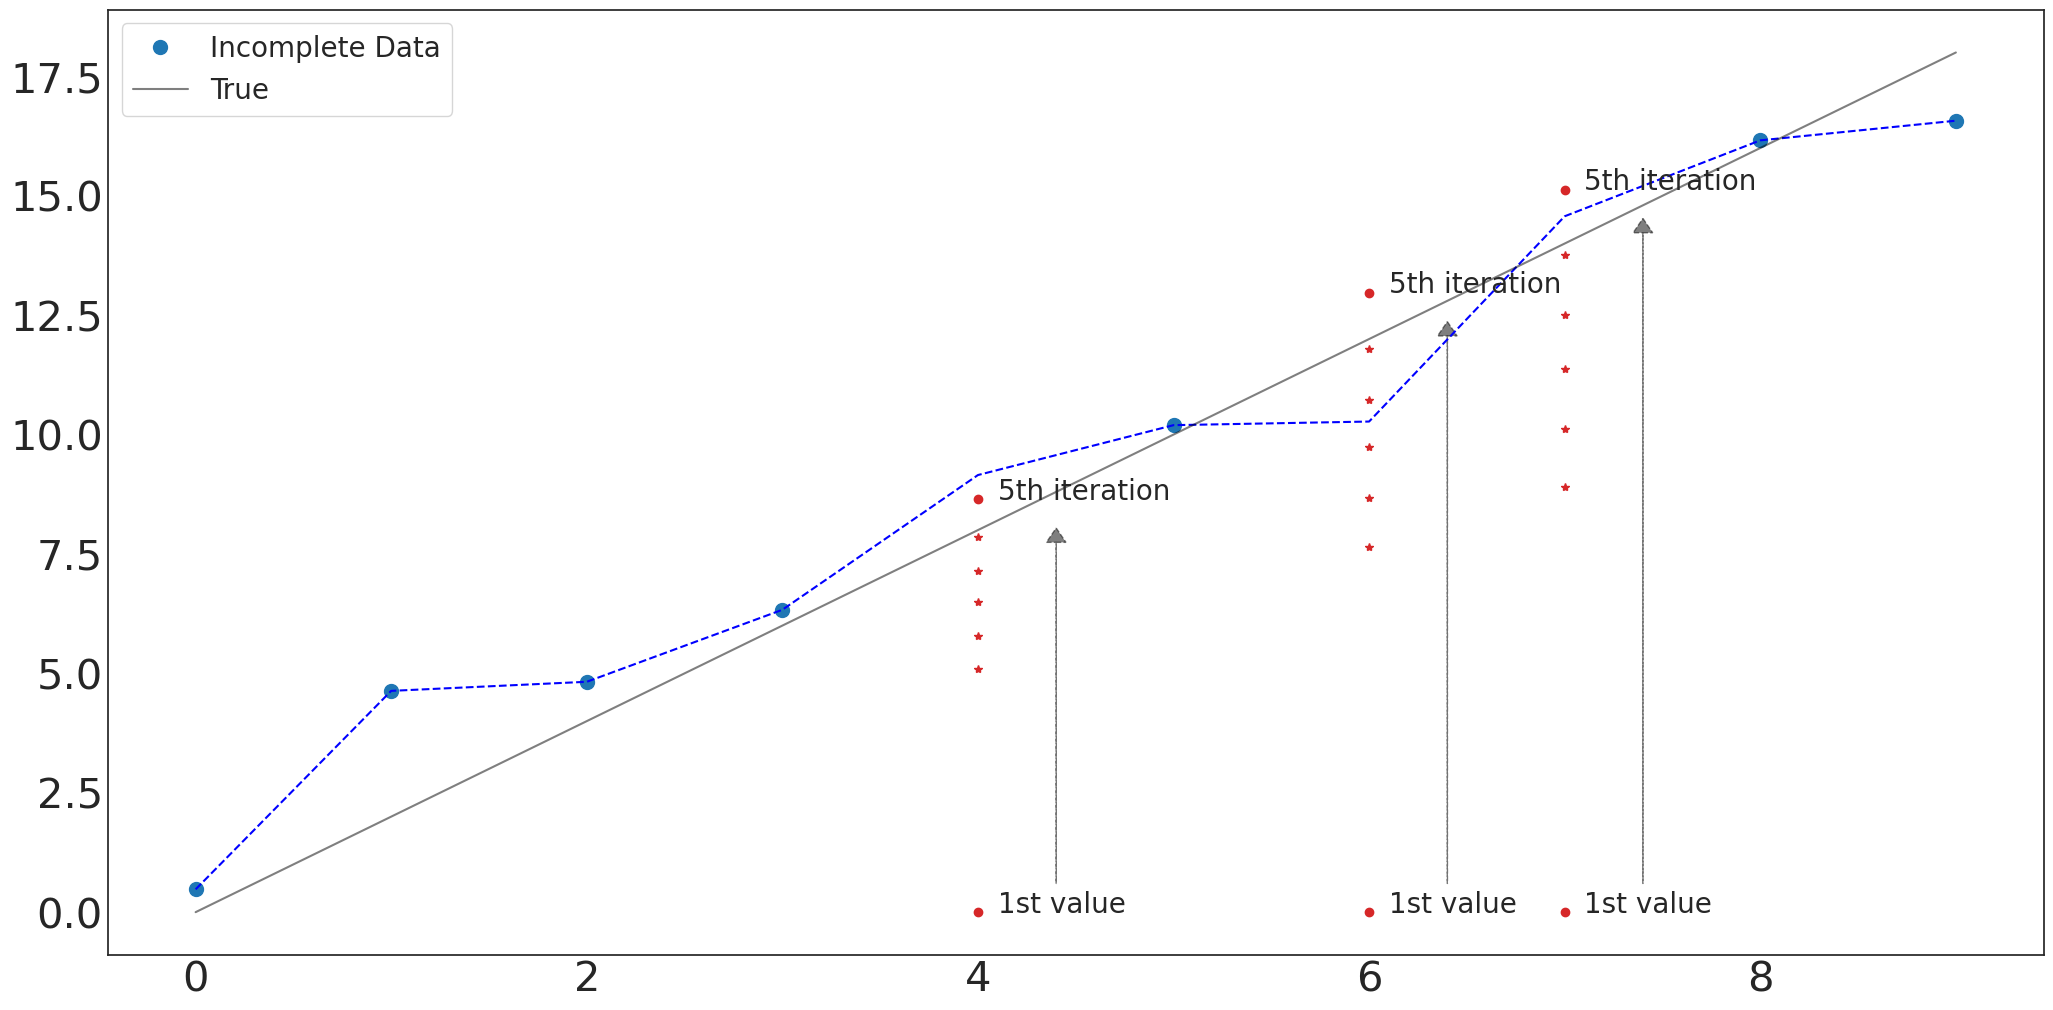 Incomplete Data
True
17.5
15.0
12.5
10.0
7.5
5.0
2.5
0.0
5th iteration
5th iteration
5th iteration
1st value
1st value
1st value
0
2
4
6
8